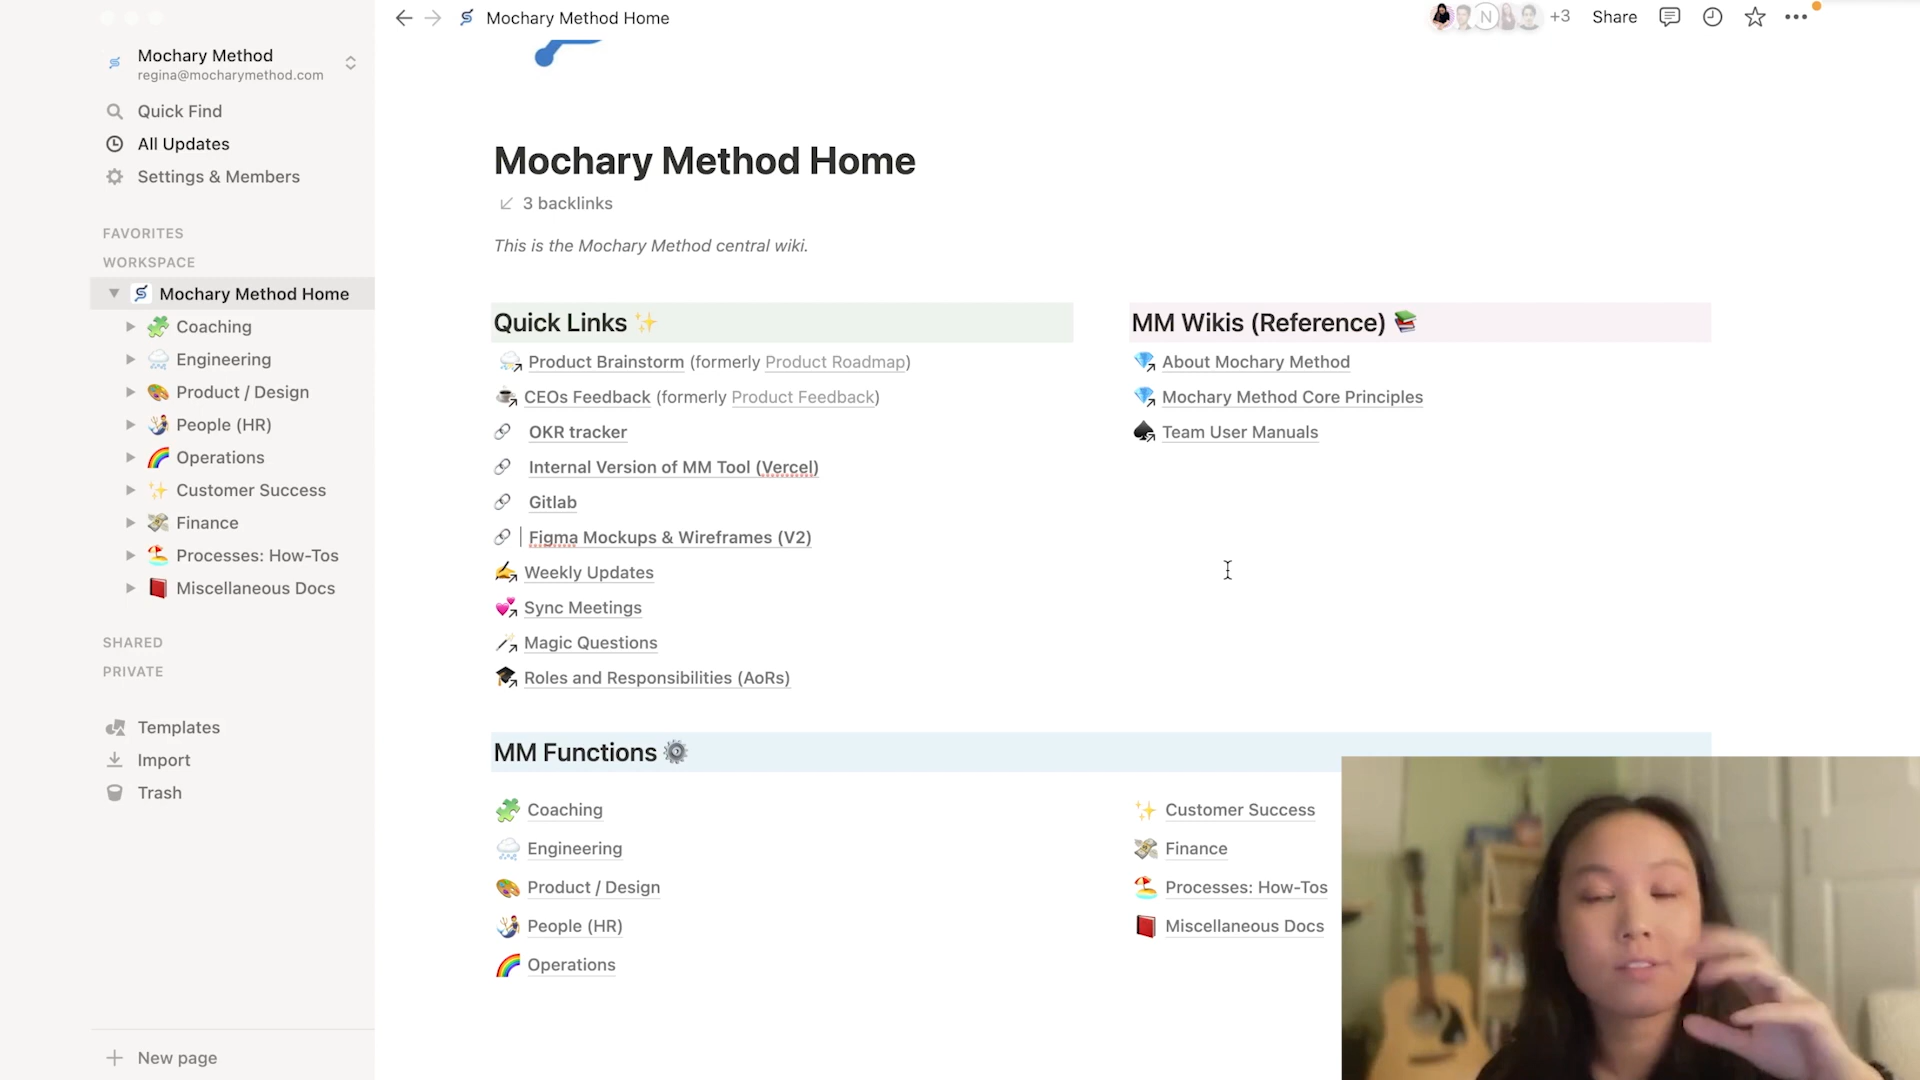 Mochary Method
regina@mocharymethod.com
Quick Find
All Updates
Settings & Members
FAVORITES
WORKSPACE
Mochary Method Home
Coaching
Engineering
Product / Design
People (HR)
Operations
Customer Success
Finance
Processes: How-Tos
Miscellaneous Docs
SHARED
PRIVATE
Templates
Import
Trash
New page
Mochary Method Home
N
+3
Share
Mochary Method Home
3 backlinks
This is the Mochary Method central wiki.
Quick Links
Product Brainstorm (formerly Product Roadmap)
CEOs Feedback (formerly Product Feedback)
OKR tracker
Internal Version of MM Tool (Vercel)
Gitlab
Figma Mockups & Wireframes (V2)
Weekly Updates
Sync Meetings
Magic Questions
Roles and Responsibilities (AoRs)
MM Wikis (Reference)
About Mochary Method
Mochary Method Core Principles
Team User Manuals
MM Functions
Coaching
Engineering
Product / Design
People (HR)
Operations
Customer Success
Finance
Processes: How-Tos
Miscellaneous Docs